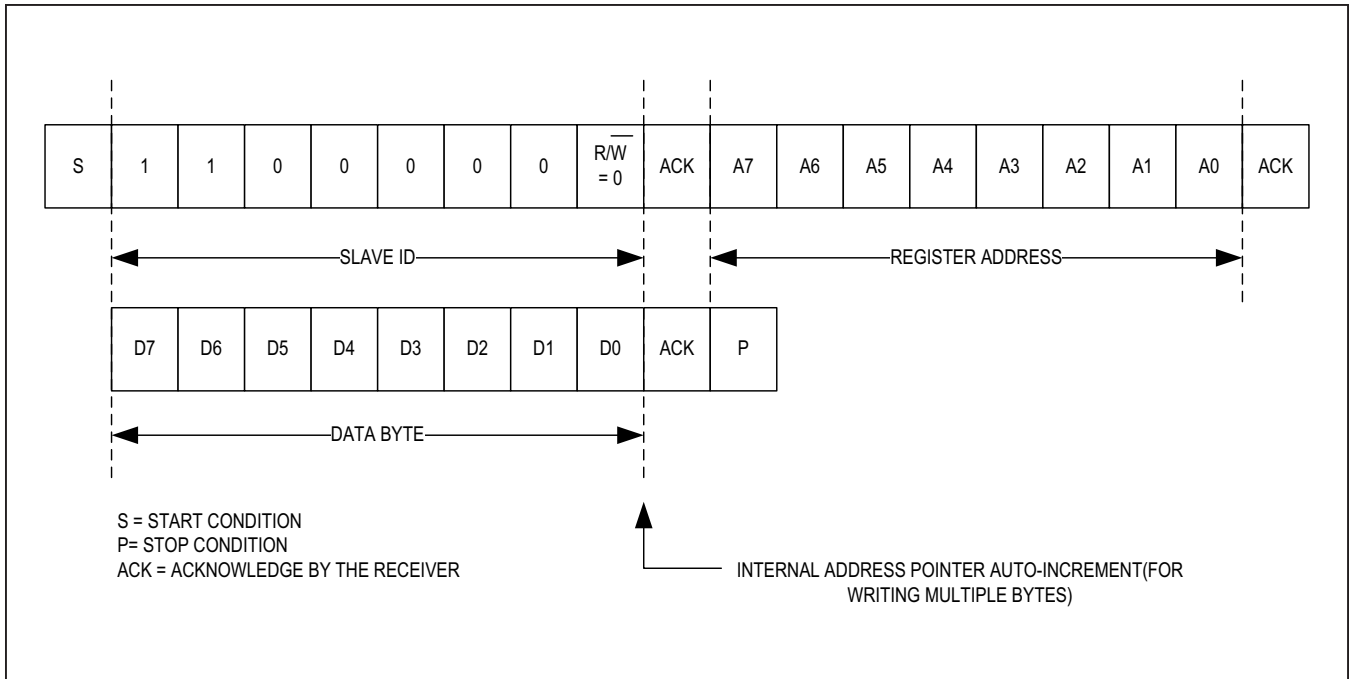 S 1 1 0 0 0 0 0 R/W = 0 ACK A7 A6 A5 A4 A3 A2 A1 A0 ACK
SLAVE ID
REGISTER ADDRESS
D7 D6 D5 D4 D3 D2 D1 D0 ACK P
DATA BYTE
S = START CONDITION
P= STOP CONDITION
ACK = ACKNOWLEDGE BY THE RECEIVER
INTERNAL ADDRESS POINTER AUTO-INCREMENT(FOR
WRITING MULTIPLE BYTES)